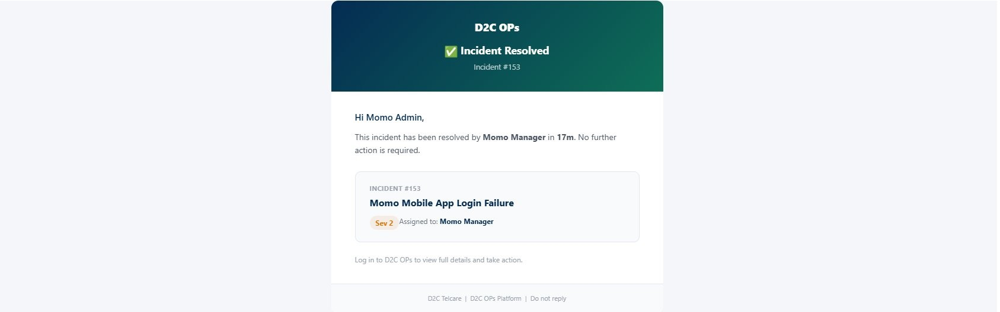 D2C OPs
✅ Incident Resolved
Incident #153
Hi Momo Admin,
This incident has been resolved by Momo Manager in 17m. No further
action is required.
INCIDENT #153
Momo Mobile App Login Failure
Sev 2 Assigned to: Momo Manager
Log in to D2C OPs to view full details and take action.
D2C Telcare | D2C OPs Platform | Do not reply